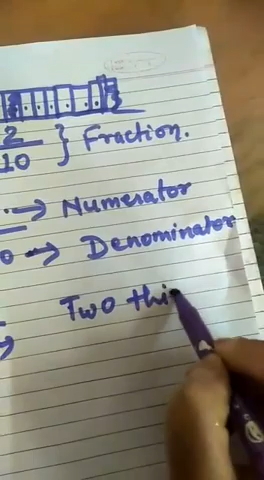 2
10 } Fraction.
→ Numerator
→ Denominator
Two thi